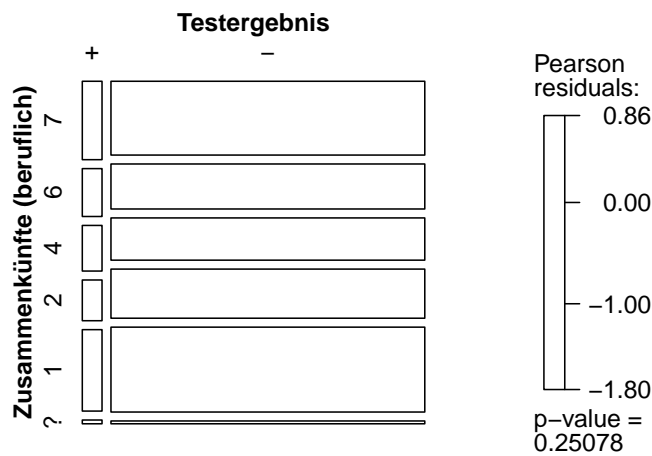 Testergebnis
+ −
Zusammenkünfte (beruflich)
7
6
4
2
1
?
Pearson
residuals:
0.86
0.00
−1.00
−1.80
p−value =
0.25078